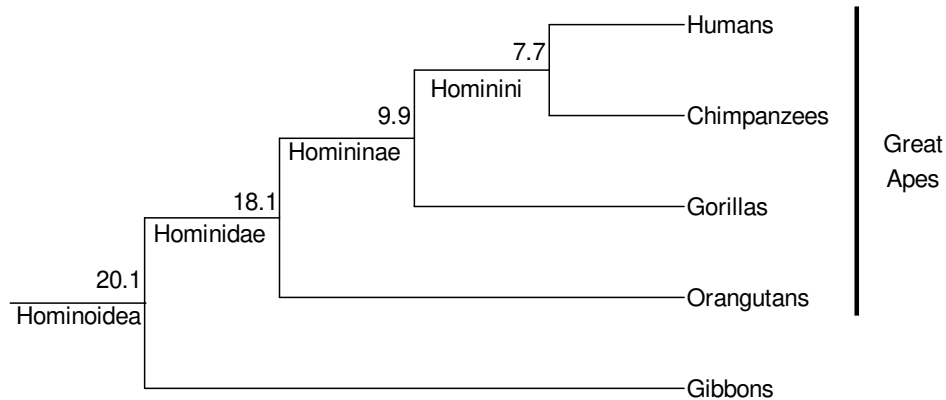 Humans
7.7
Hominini
Chimpanzees
9.9
Homininae
Great
Apes
Gorillas
18.1
Hominidae
20.1
Orangutans
Hominoidea
Gibbons